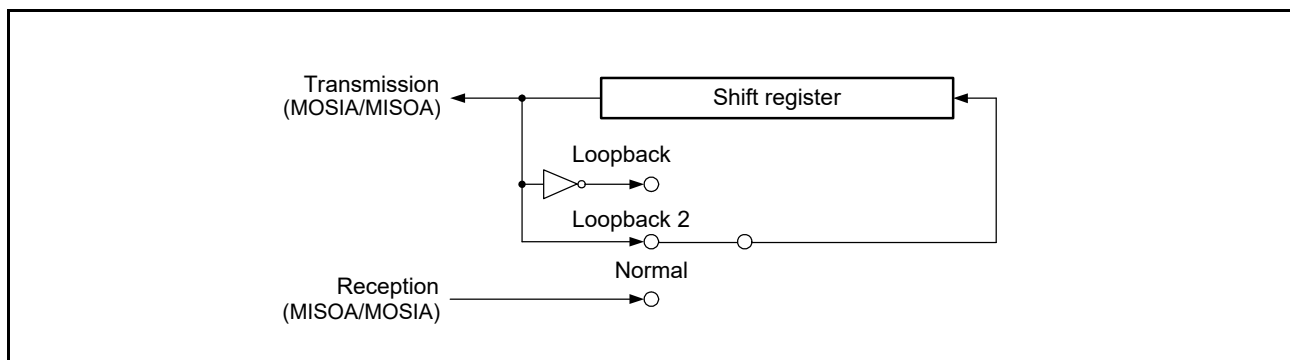 Transmission
(MOSIA/MISOA)
Shift register
Loopback
Loopback 2
Normal
Reception
(MISOA/MOSIA)